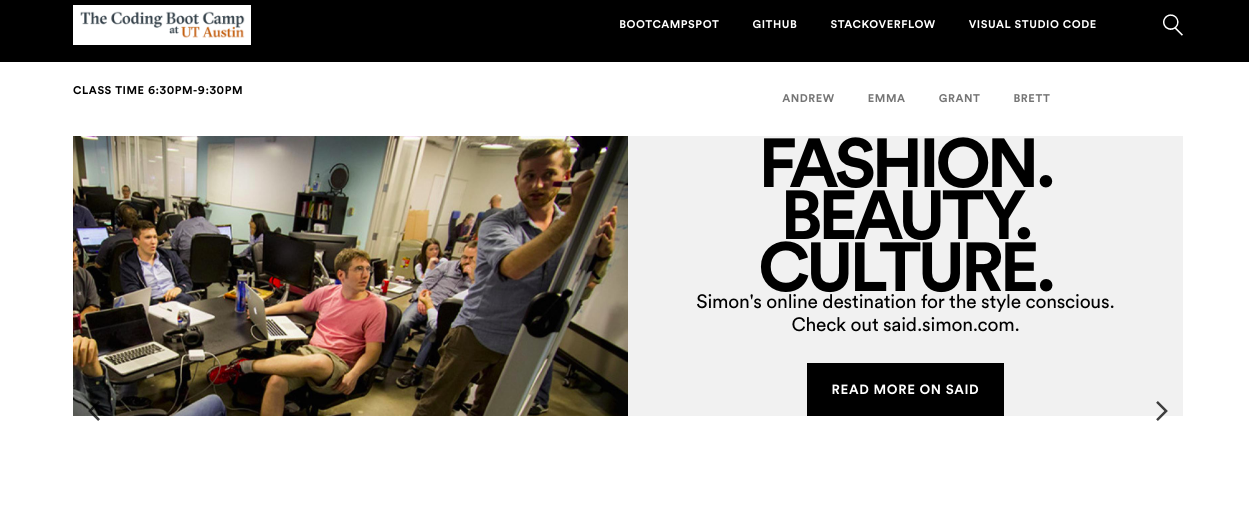 The Coding Boot Camp
at UT Austin
BOOTCAMPSPOT GITHUB STACKOVERFLOW VISUAL STUDIO CODE
CLASS TIME 6:30PM-9:30PM
ANDREW EMMA GRANT BRETT
FASHION.
BEAUTY.
CULTURE.
Simon's online destination for the style conscious.
Check out said.simon.com.
READ MORE ON SAID